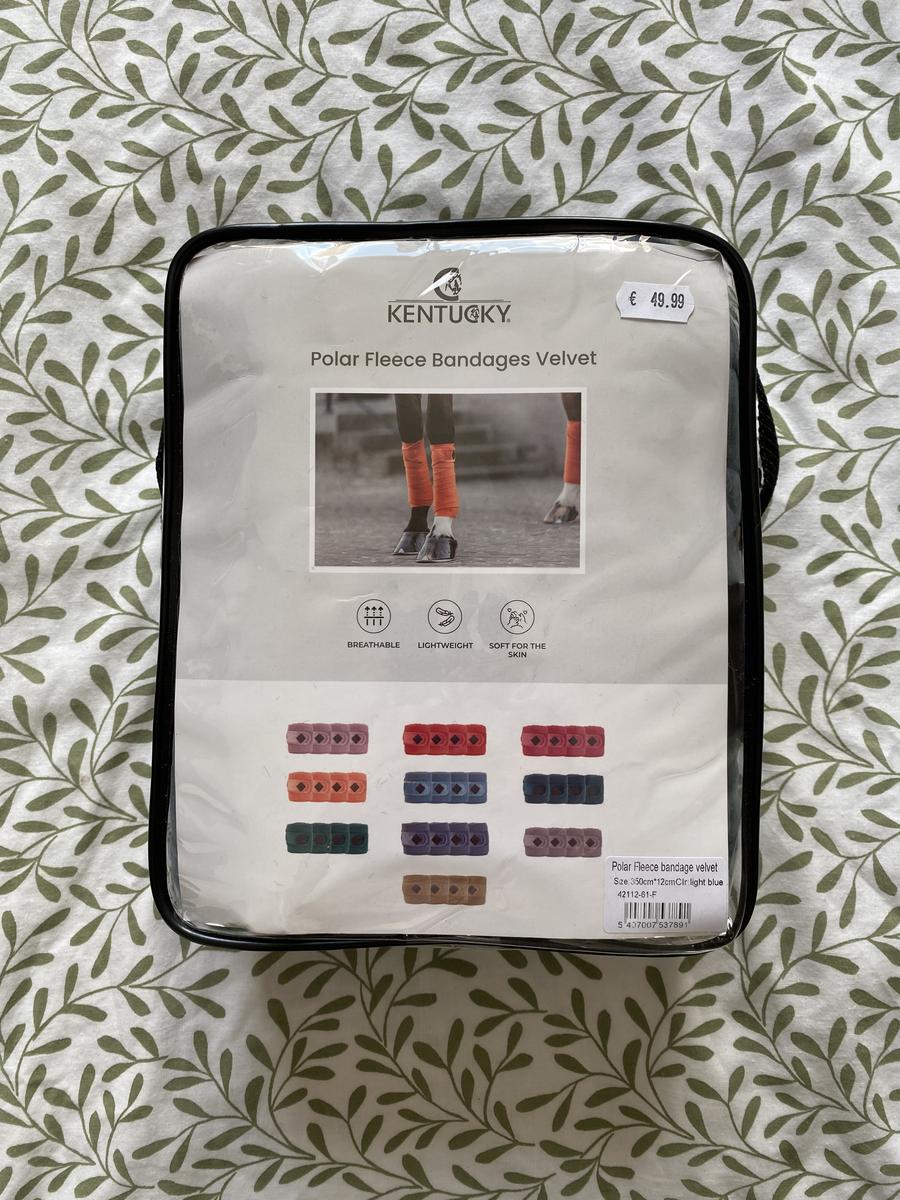 KENTUCKY
€ 49.99
Polar Fleece Bandages Velvet
BREATHABLE
LIGHTWEIGHT
SOFT FOR THE
SKIN
Polar Fleece bandage velvet
Size:350cm*12cmClr:light blue
42112-61-F
5 407007 537891